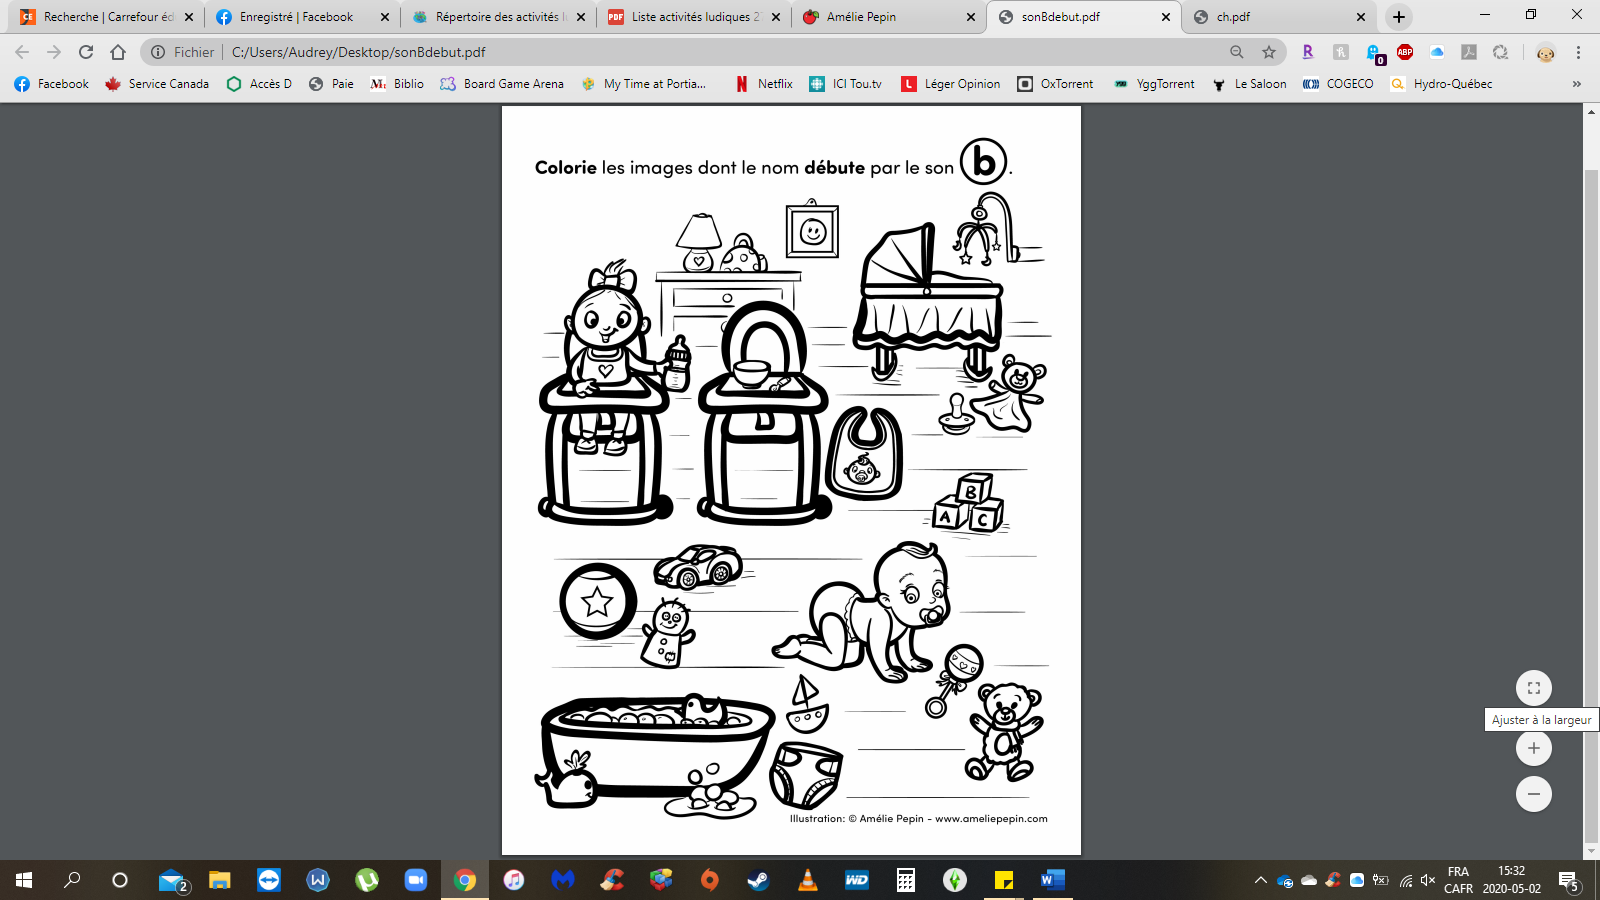 Recherche | Carrefour éd
Enregistré | Facebook
Répertoire des activités l
Liste activités ludiques 2
Amélie Pepin
sonBdebut.pdf
ch.pdf
Fichier | C:/Users/Audrey/Desktop/sonBdebut.pdf
Facebook
Service Canada
Accès D
Paie
Biblio
Board Game Arena
My Time at Portia...
Netflix
ICI Tou.tv
Léger Opinion
OxTorrent
YggTorrent
Le Saloon
COGECO
Hydro-Québec
Colorie les images dont le nom débute par le son b.
B
A C
Ajuster à la largeur
Illustration: © Amélie Pepin - www.ameliepepin.com
FRA 15:32
CAFR 2020-05-02